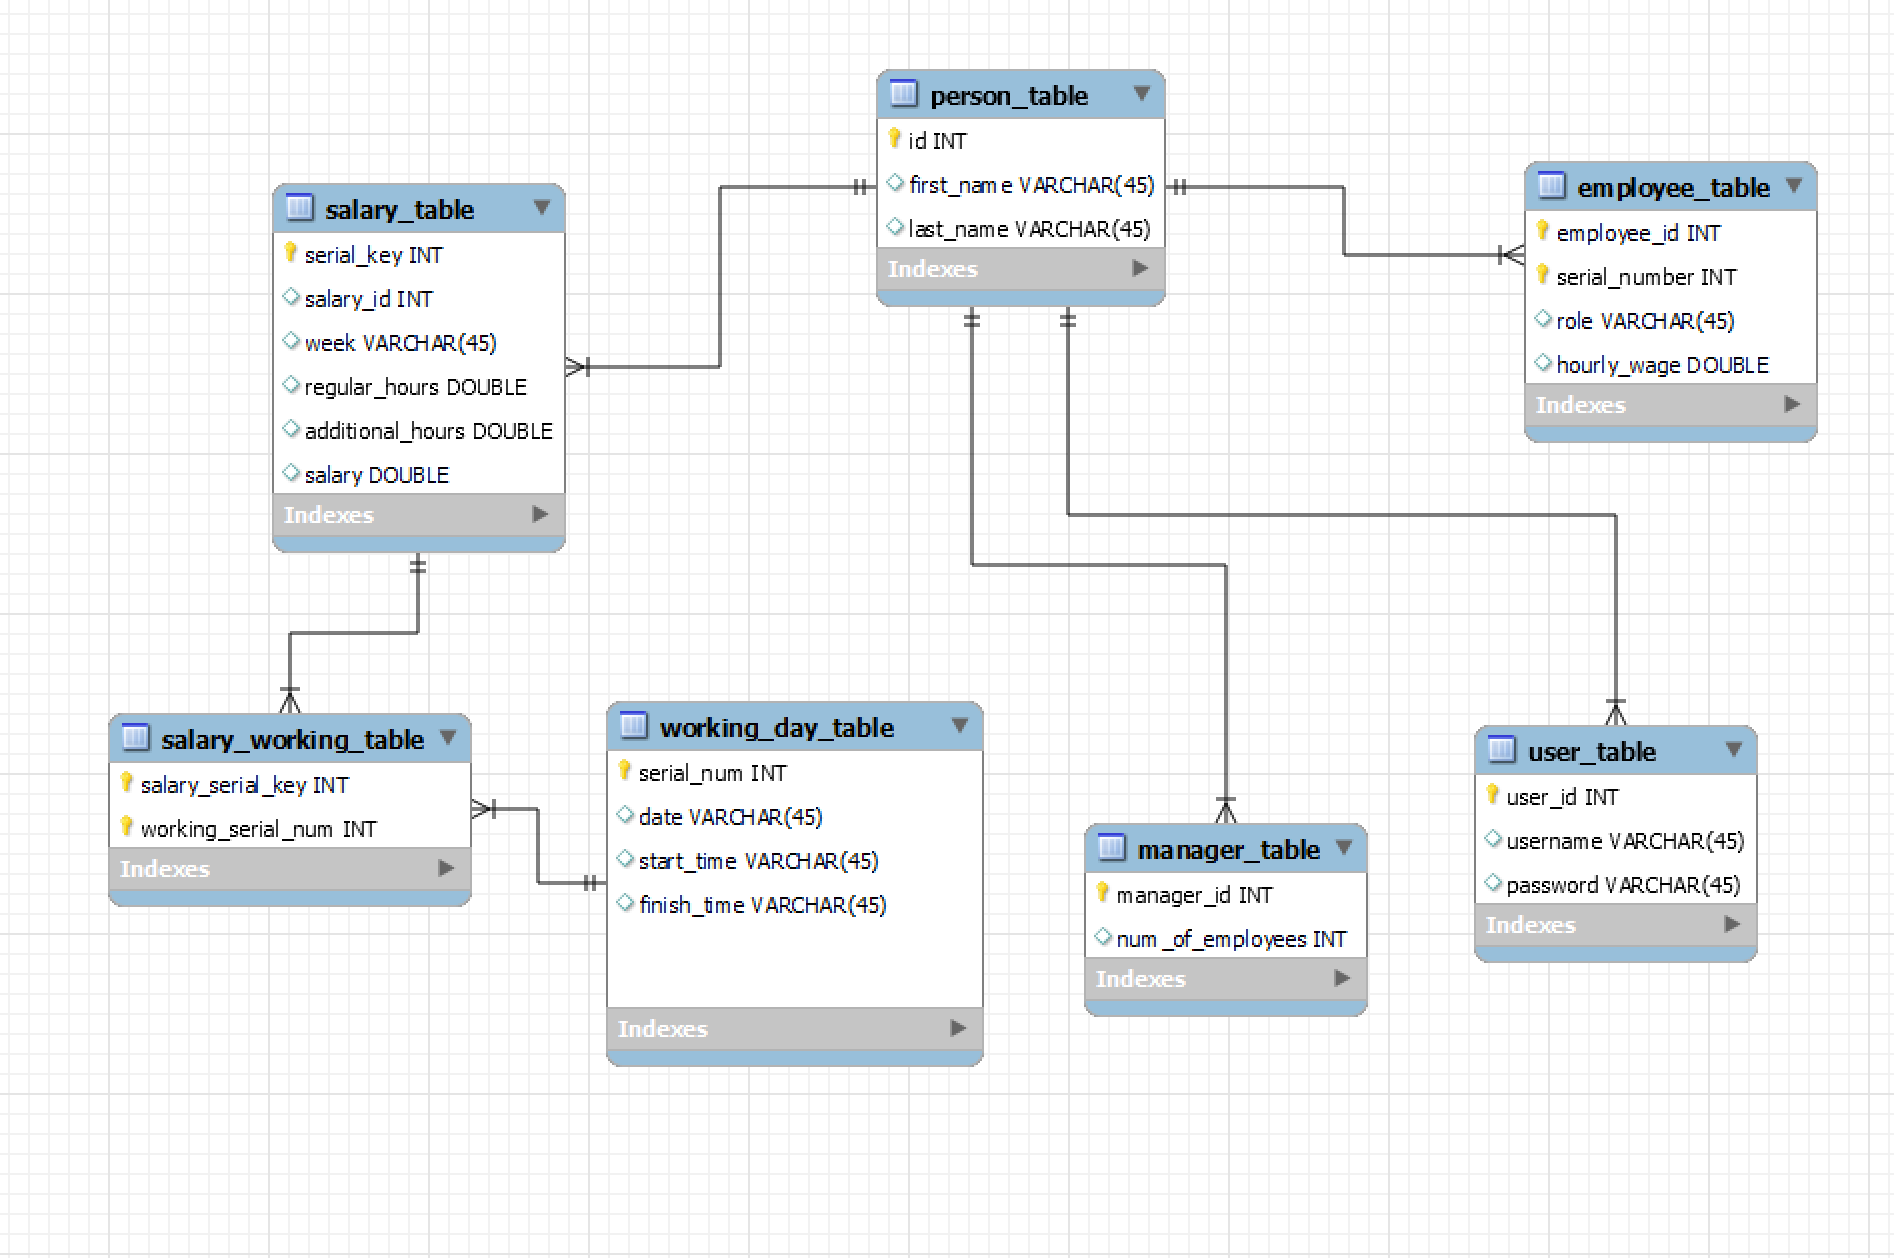 person_table
id INT
first_name VARCHAR(45)
last_name VARCHAR(45)
Indexes
employee_table
employee_id INT
serial_number INT
role VARCHAR(45)
hourly_wage DOUBLE
Indexes
salary_table
serial_key INT
salary_id INT
week VARCHAR(45)
regular_hours DOUBLE
additional_hours DOUBLE
salary DOUBLE
Indexes
salary_working_table
salary_serial_key INT
working_serial_num INT
Indexes
working_day_table
serial_num INT
date VARCHAR(45)
start_time VARCHAR(45)
finish_time VARCHAR(45)
Indexes
manager_table
manager_id INT
num_of_employees INT
Indexes
user_table
user_id INT
username VARCHAR(45)
password VARCHAR(45)
Indexes